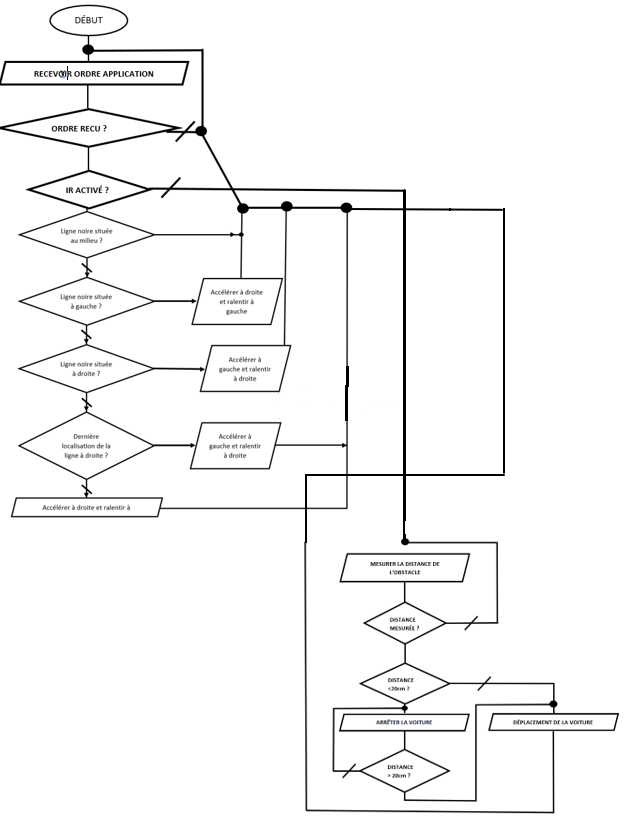 DÉBUT
RECEVOIR ORDRE APPLICATION
ORDRE RECU ?
IR ACTIVÉ ?
Ligne noire située
au milieu ?
Ligne noire située
à gauche ?
Accélérer à droite
et ralentir à
gauche
Ligne noire située
à droite ?
Accélérer à
gauche et ralentir
à droite
Dernière
localisation de la
ligne à droite ?
Accélérer à
gauche et ralentir
à droite
Accélérer à droite et ralentir à
MESURER LA DISTANCE DE
L'OBSTACLE
DISTANCE
MESURÉE ?
DISTANCE
<20cm ?
ARRÊTER LA VOITURE
DÉPLACEMENT DE LA VOITURE
DISTANCE
> 20cm ?